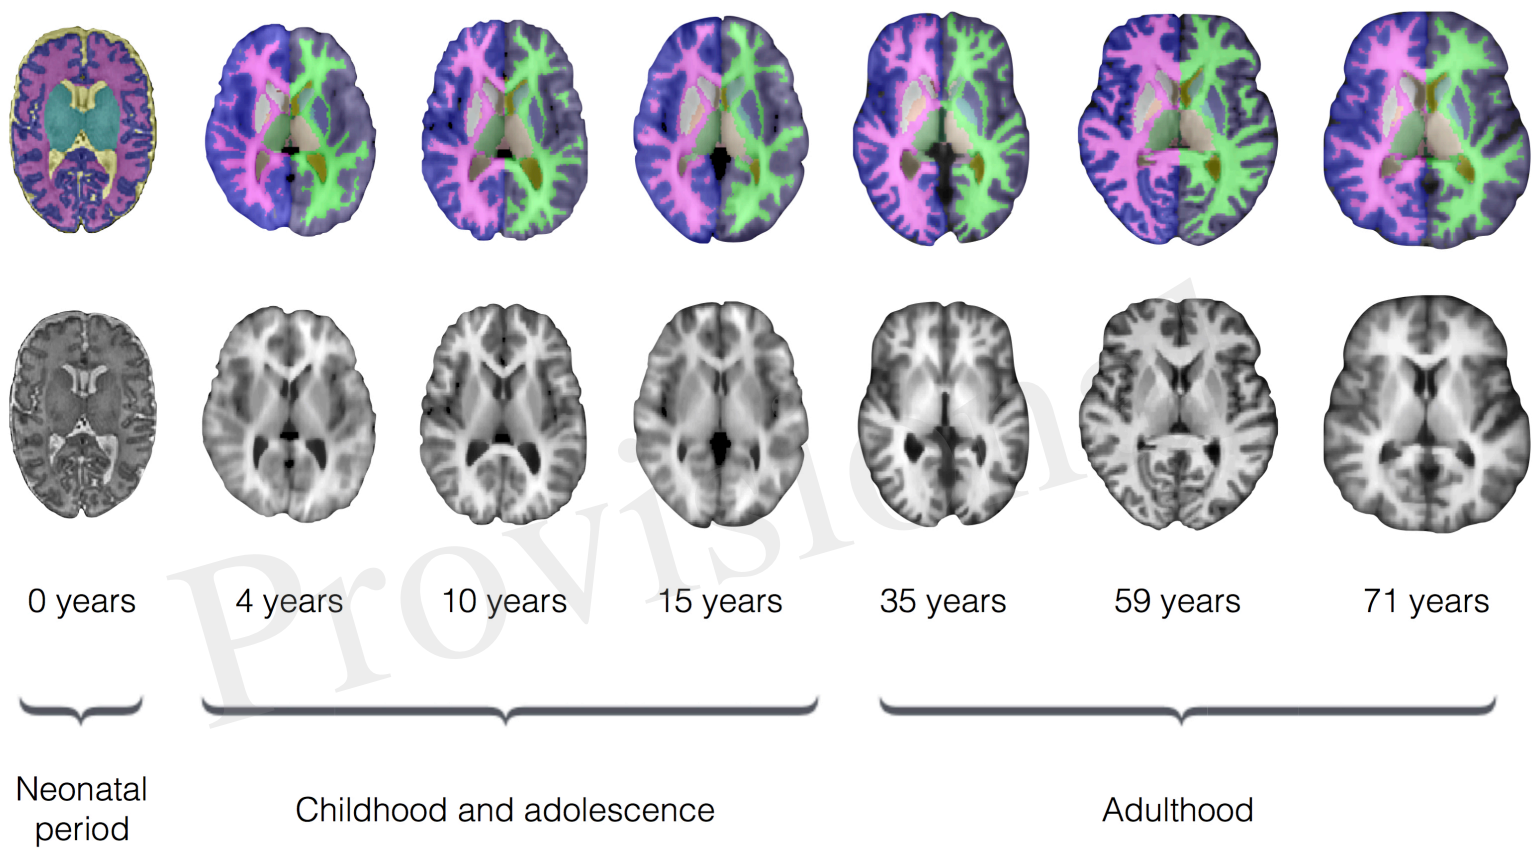 0 years
4 years
10 years
15 years
35 years
59 years
71 years
Neonatal
period
Childhood and adolescence
Adulthood
Provisional